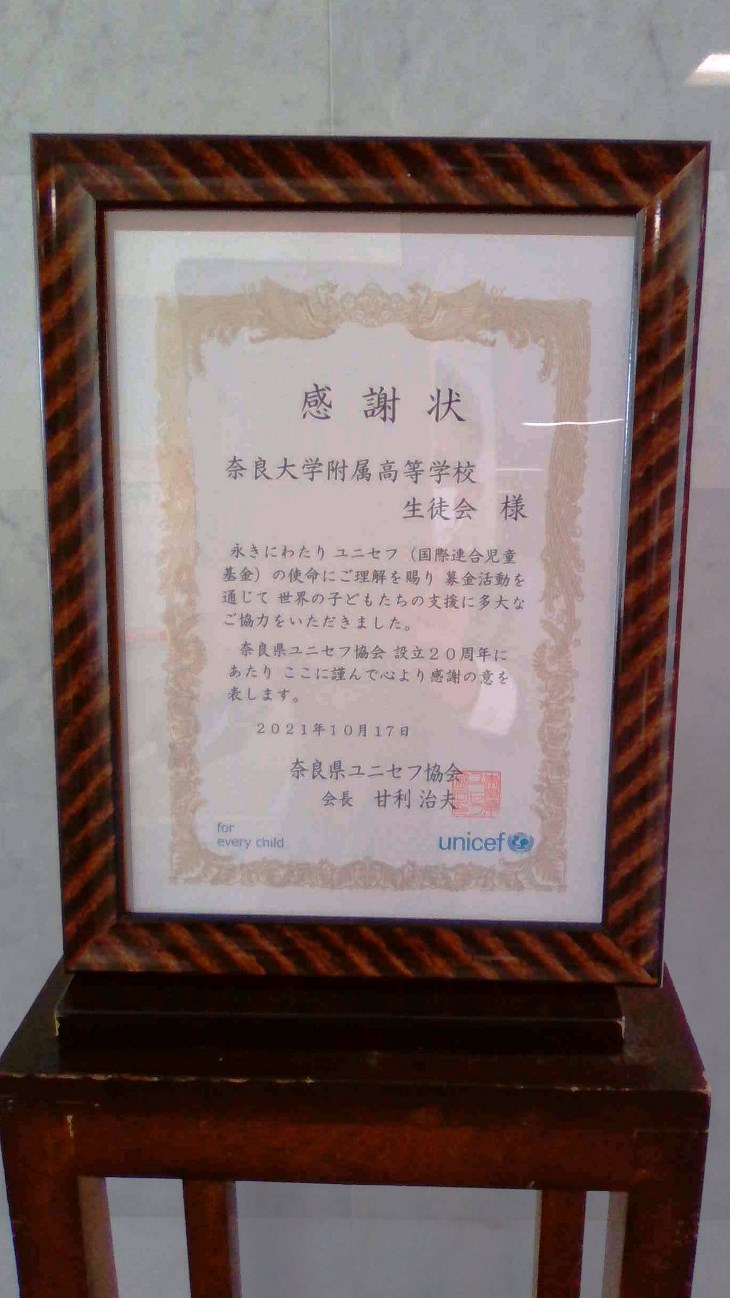 感謝状
奈良大学附属高等学校
生徒会 様
永きにわたり ユニセフ（国際連合児童
基金）の使命にご理解を賜り 募金活動を
通じて 世界の子どもたちの支援に多大な
ご協力をいただきました。
奈良県ユニセフ協会 設立２０周年に
あたり ここに謹んで心より感謝の意を
表します。
２０２１年１０月１７日
奈良県ユニセフ協会
会長 甘利 治夫
for
every child
unicef